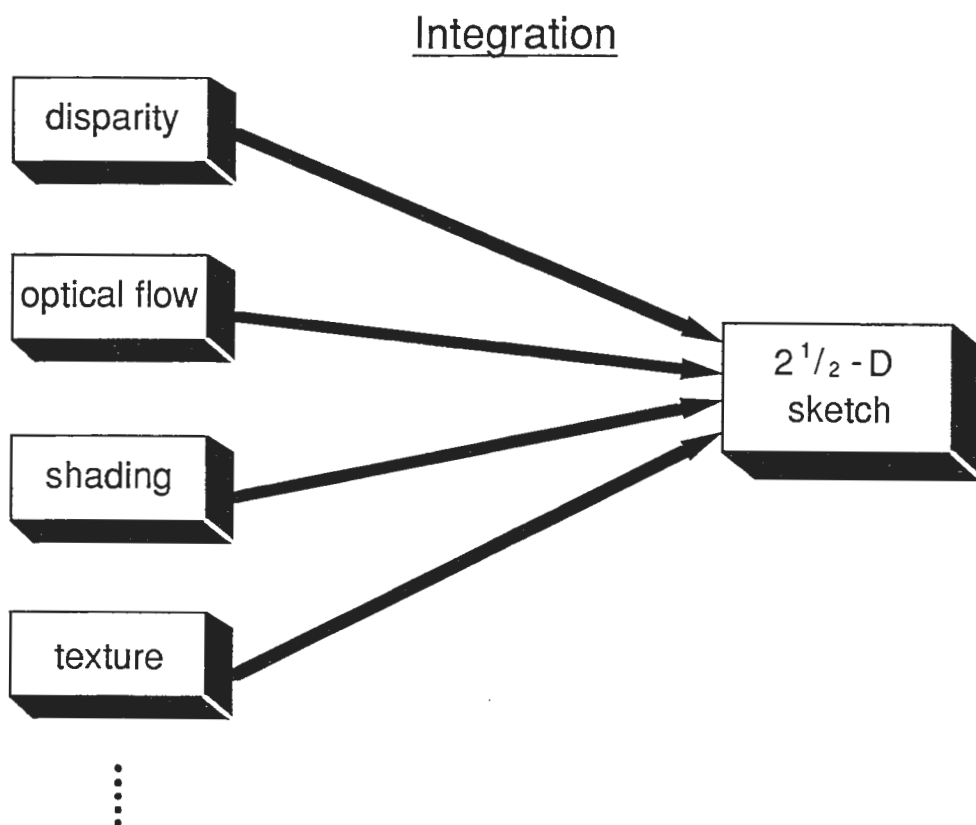 Integration
disparity
optical flow
shading
texture
2 1/2 - D
sketch